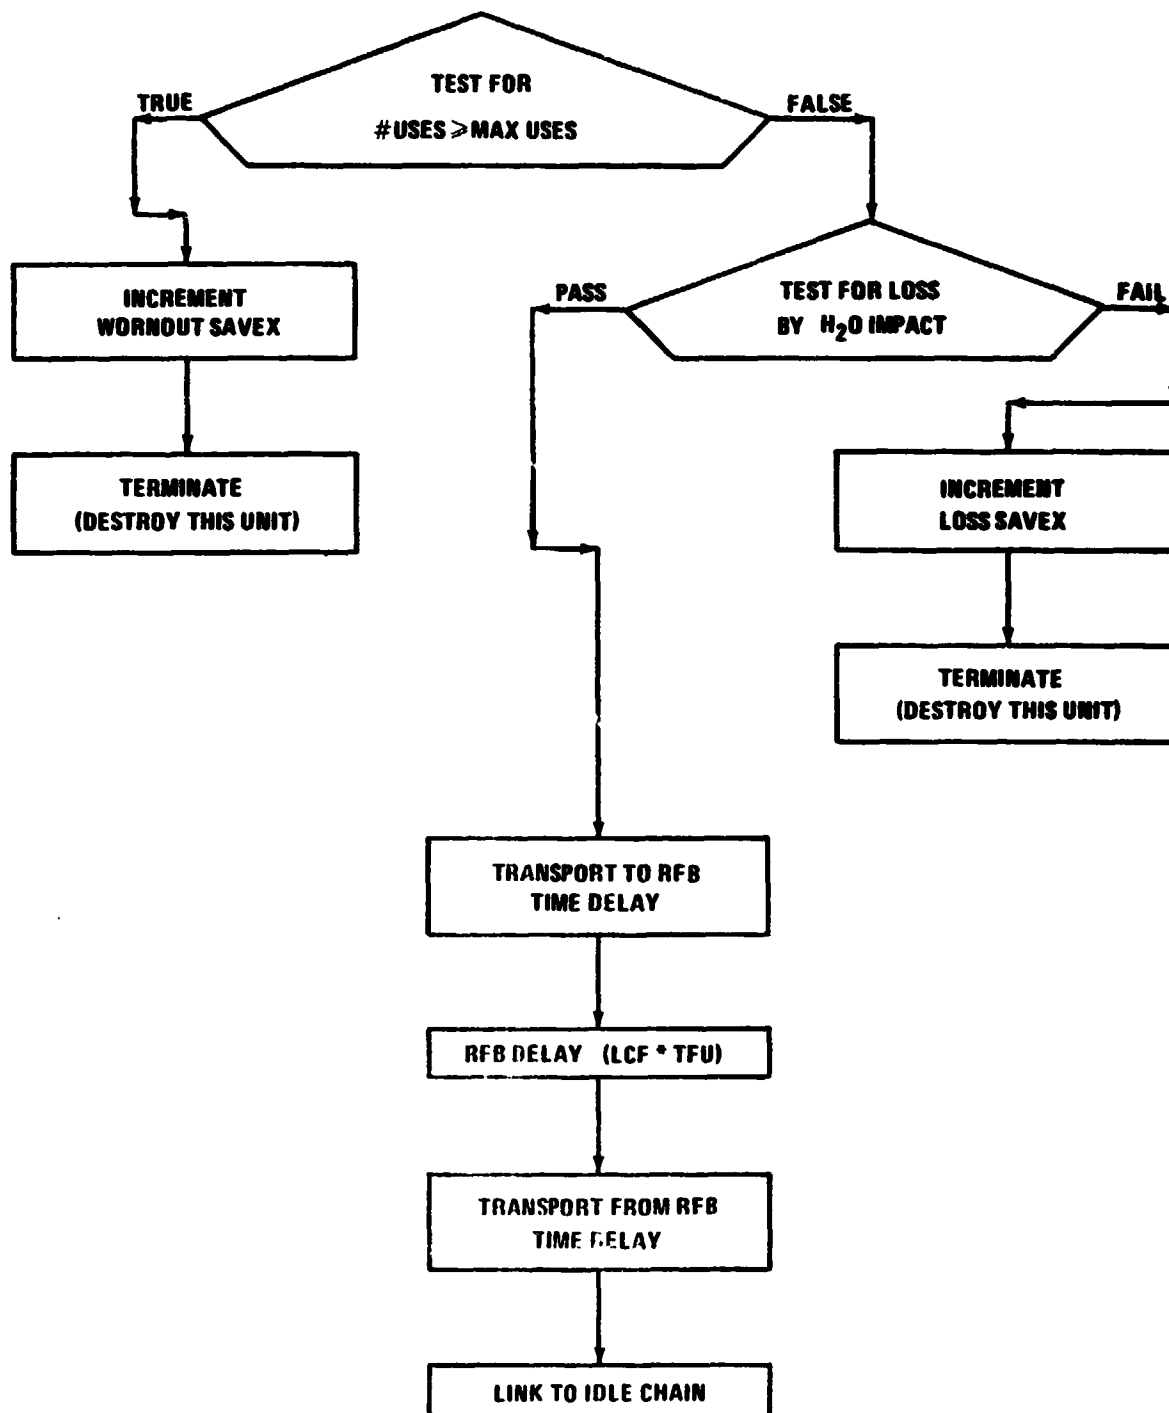 TEST FOR
#USES ⩾ MAX USES
TRUE
FALSE
TEST FOR LOSS
BY H₂O IMPACT
PASS
FAIL
INCREMENT
WORNOUT SAVEX
TERMINATE
(DESTROY THIS UNIT)
INCREMENT
LOSS SAVEX
TERMINATE
(DESTROY THIS UNIT)
TRANSPORT TO RFB
TIME DELAY
RFB DELAY (LCF * TFU)
TRANSPORT FROM RFB
TIME DELAY
LINK TO IDLE CHAIN